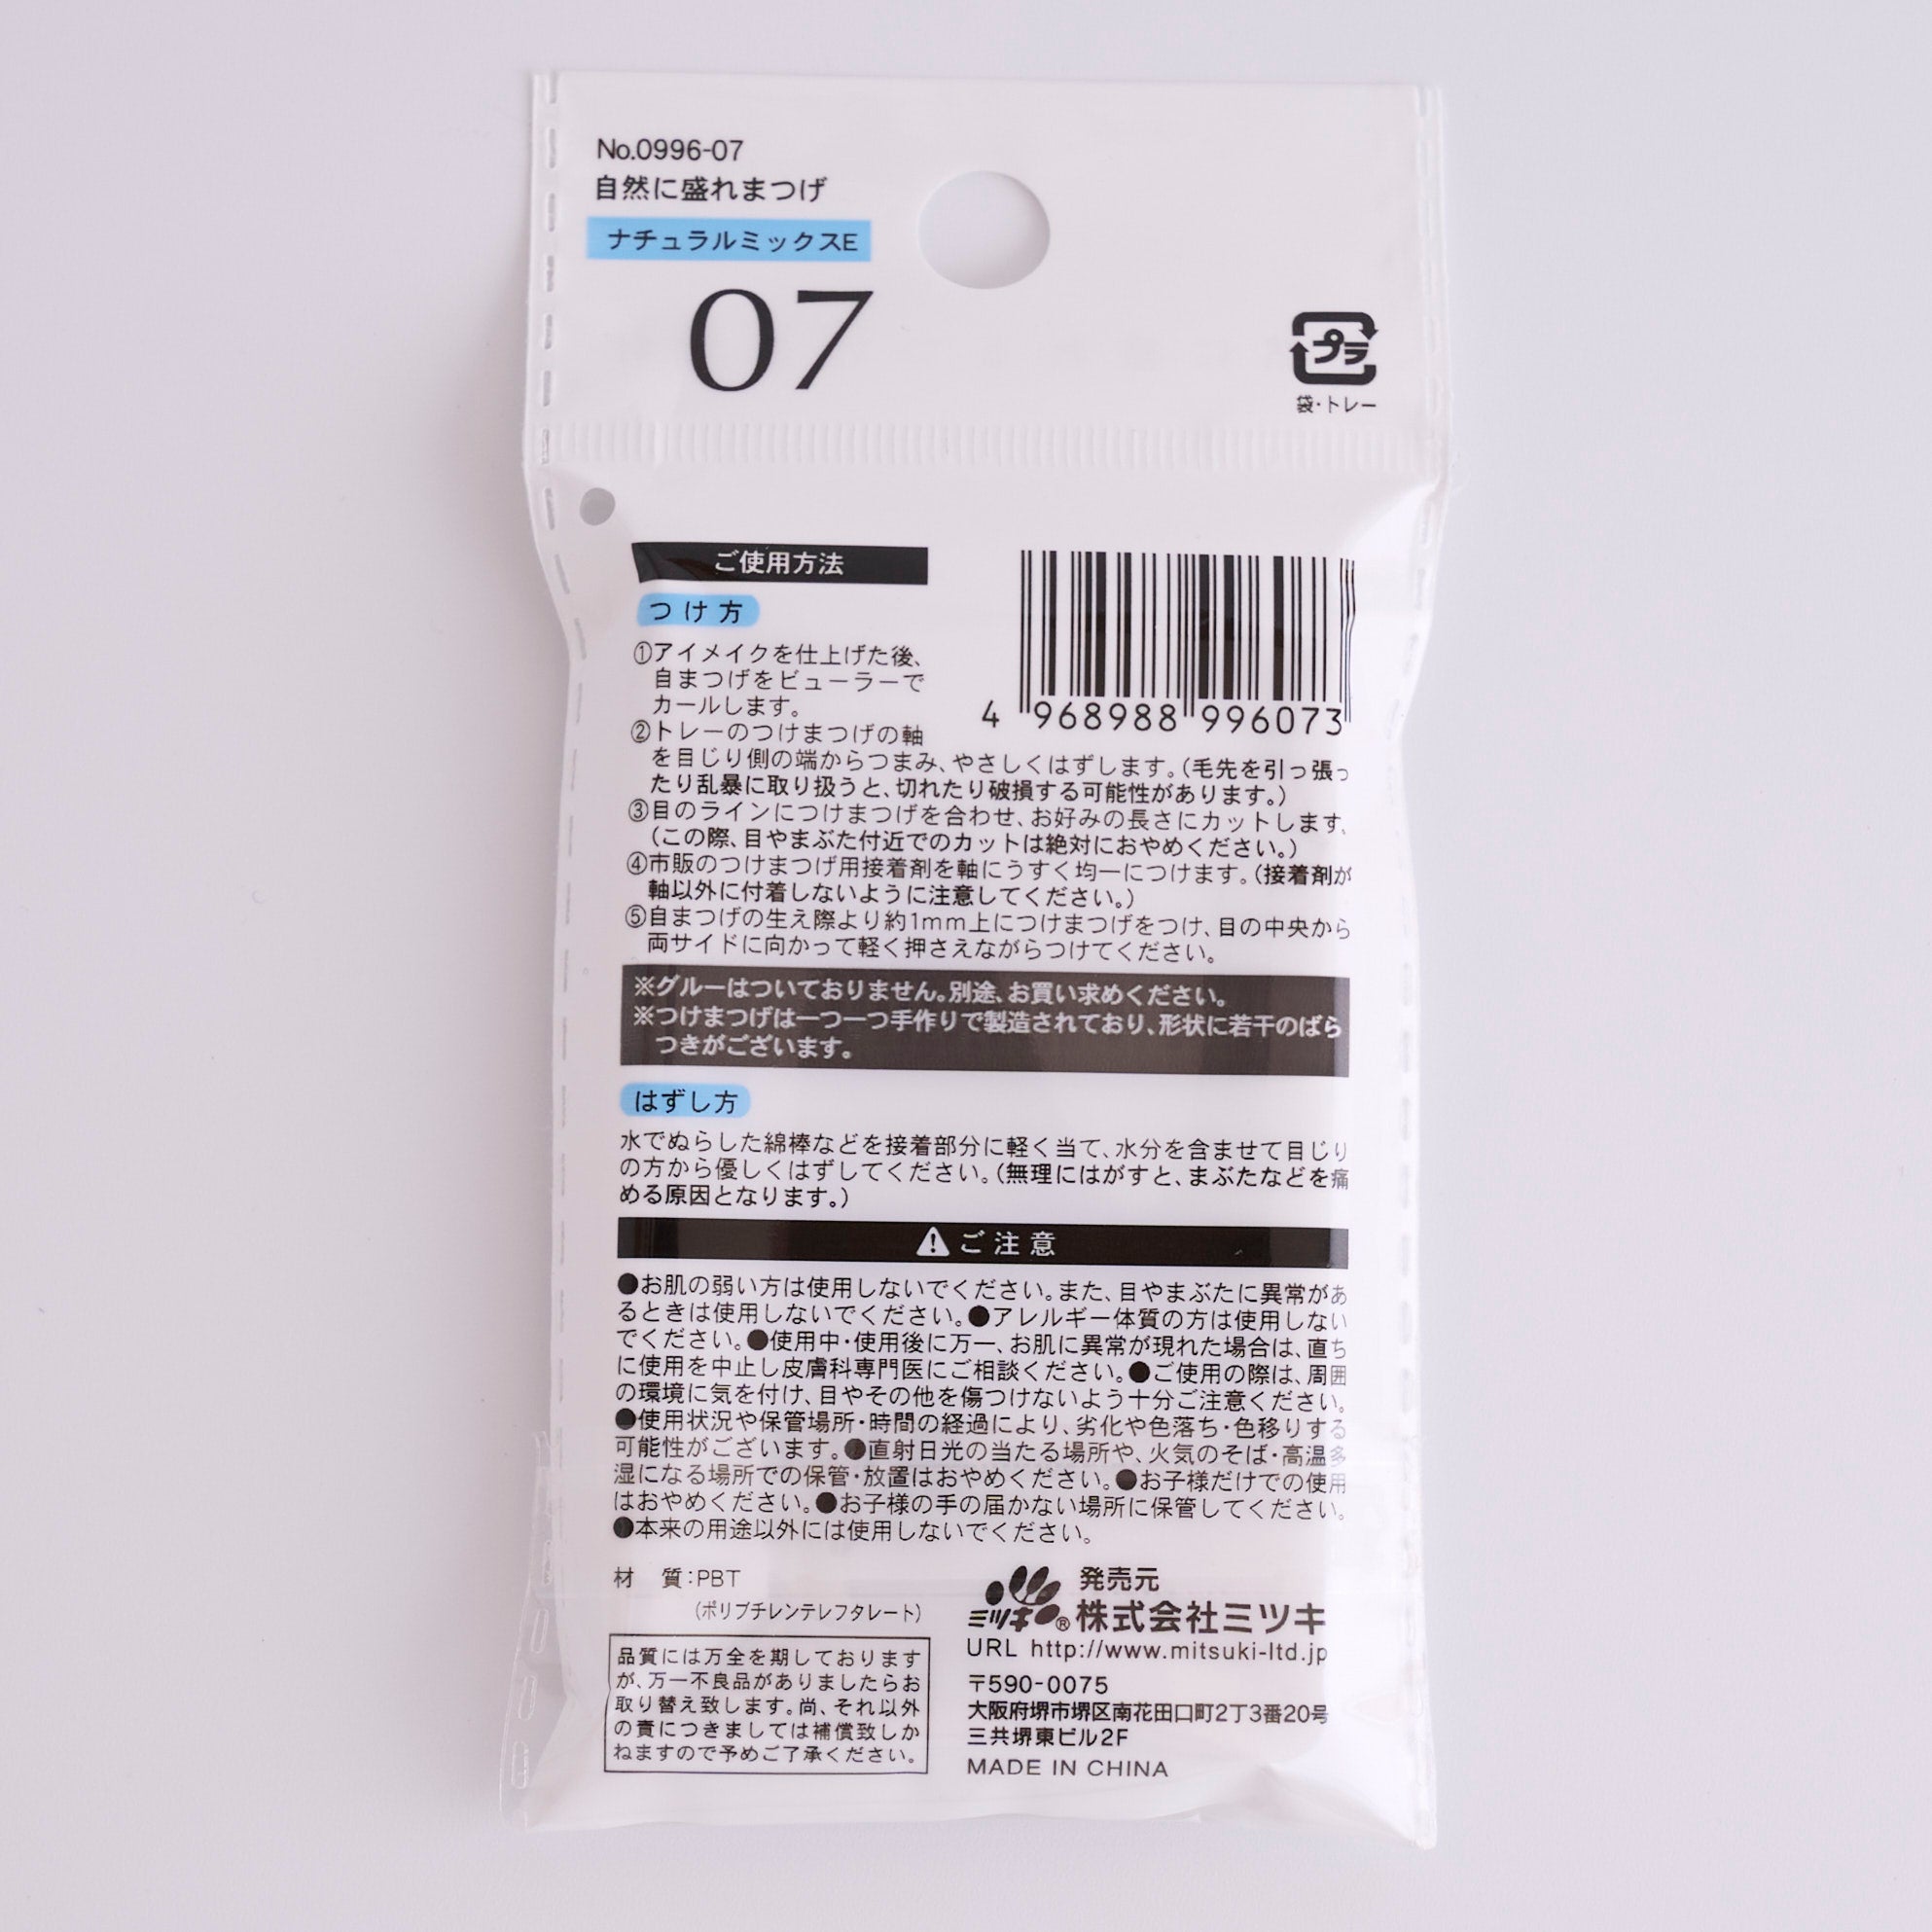 No.0996-07
自然に盛れまつげ
ナチュラルミックスE
07
プラ
袋・トレー
ご使用方法
つけ方
①アイメイクを仕上げた後、
自まつげをビューラーで
カールします。
②トレーのつけまつげの軸
を目じり側の端からつまみ、やさしくはずします。(毛先を引っ張っ
たり乱暴に取り扱うと、切れたり破損する可能性があります。)
③目のラインにつけまつげを合わせ、お好みの長さにカットします。
(この際、目やまぶた付近でのカットは絶対におやめください。)
④市販のつけまつげ用接着剤を軸にうすく均一につけます。(接着剤が
軸以外に付着しないように注意してください。)
⑤自まつげの生え際より約1mm上につけまつげをつけ、目の中央から
両サイドに向かって軽く押さえながらつけてください。
4 968988 996073
※グルーはついておりません。別途、お買い求めください。
※つけまつげは一つ一つ手作りで製造されており、形状に若干のばら
つきがございます。
はずし方
水でぬらした綿棒などを接着部分に軽く当て、水分を含ませて目じり
の方から優しくはずしてください。(無理にはがすと、まぶたなどを痛
める原因となります。)
ご注意
●お肌の弱い方は使用しないでください。また、目やまぶたに異常があ
るときは使用しないでください。●アレルギー体質の方は使用しない
でください。●使用中・使用後に万一、お肌に異常が現れた場合は、直ち
に使用を中止し皮膚科専門医にご相談ください。●ご使用の際は、周囲
の環境に気を付け、目やその他を傷つけないよう十分ご注意ください。
●使用状況や保管場所・時間の経過により、劣化や色落ち・色移りする
可能性がございます。●直射日光の当たる場所や、火気のそば・高温多
湿になる場所での保管・放置はおやめください。●お子様だけでの使用
はおやめください。●お子様の手の届かない場所に保管してください。
●本来の用途以外には使用しないでください。
材 質:PBT
(ポリブチレンテレフタレート)
品質には万全を期しております
が、万一不良品がありましたらお
取り替え致します。尚、それ以外
の責につきましては補償致しか
ねますので予めご了承ください。
発売元
ミツキ® 株式会社ミツキ
URL http://www.mitsuki-ltd.jp
〒590-0075
大阪府堺市堺区南花田口町2丁3番20号
三共堺東ビル2F
MADE IN CHINA